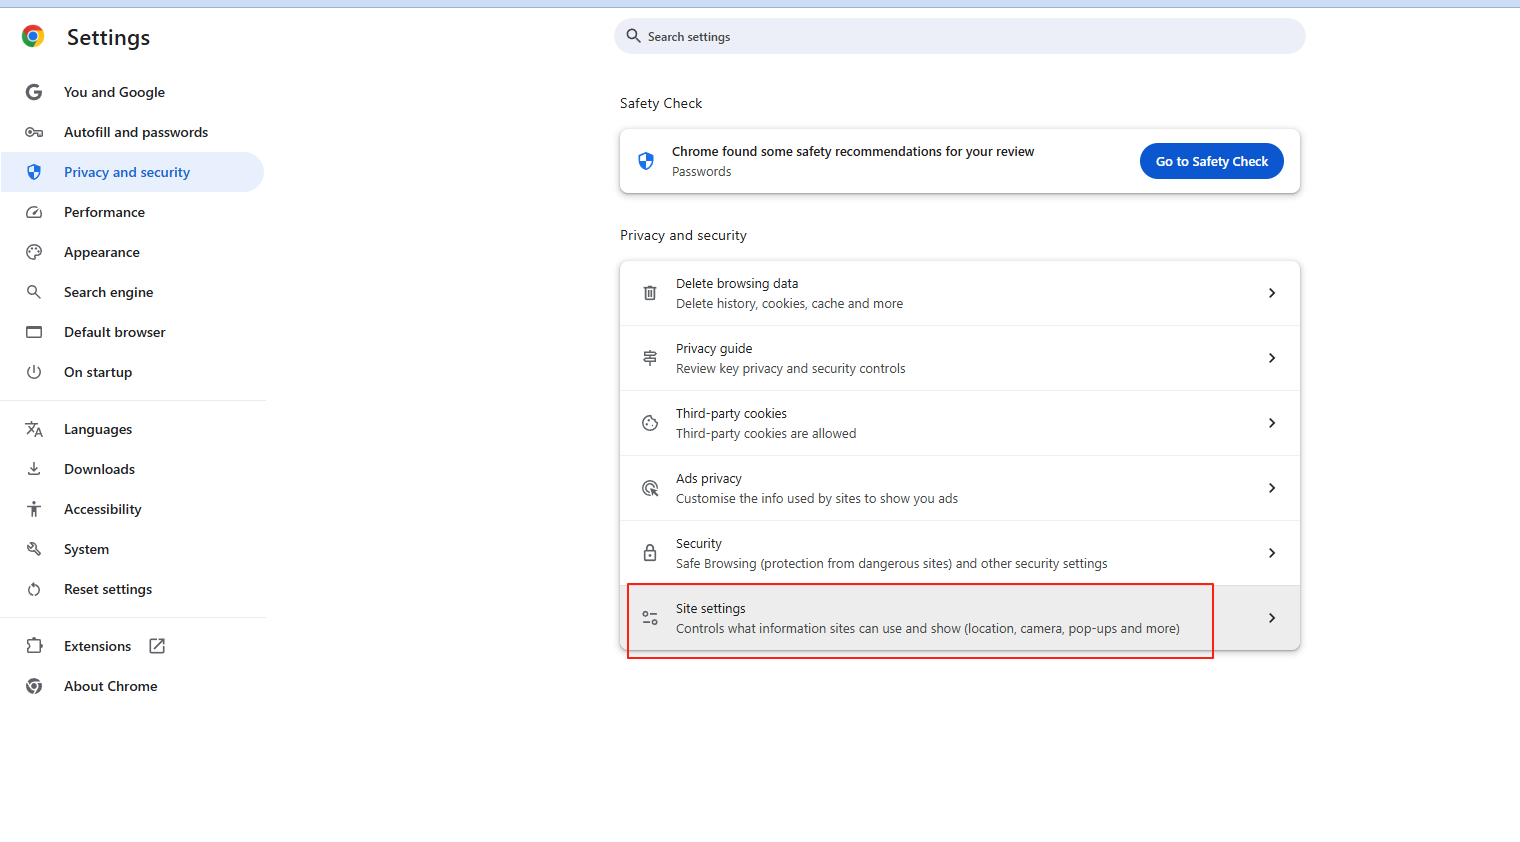 Settings
Search settings
You and Google
Autofill and passwords
Privacy and security
Performance
Appearance
Search engine
Default browser
On startup
Languages
Downloads
Accessibility
System
Reset settings
Extensions
About Chrome
Safety Check
Chrome found some safety recommendations for your review
Passwords
Go to Safety Check
Privacy and security
Delete browsing data
Delete history, cookies, cache and more
Privacy guide
Review key privacy and security controls
Third-party cookies
Third-party cookies are allowed
Ads privacy
Customise the info used by sites to show you ads
Security
Safe Browsing (protection from dangerous sites) and other security settings
Site settings
Controls what information sites can use and show (location, camera, pop-ups and more)